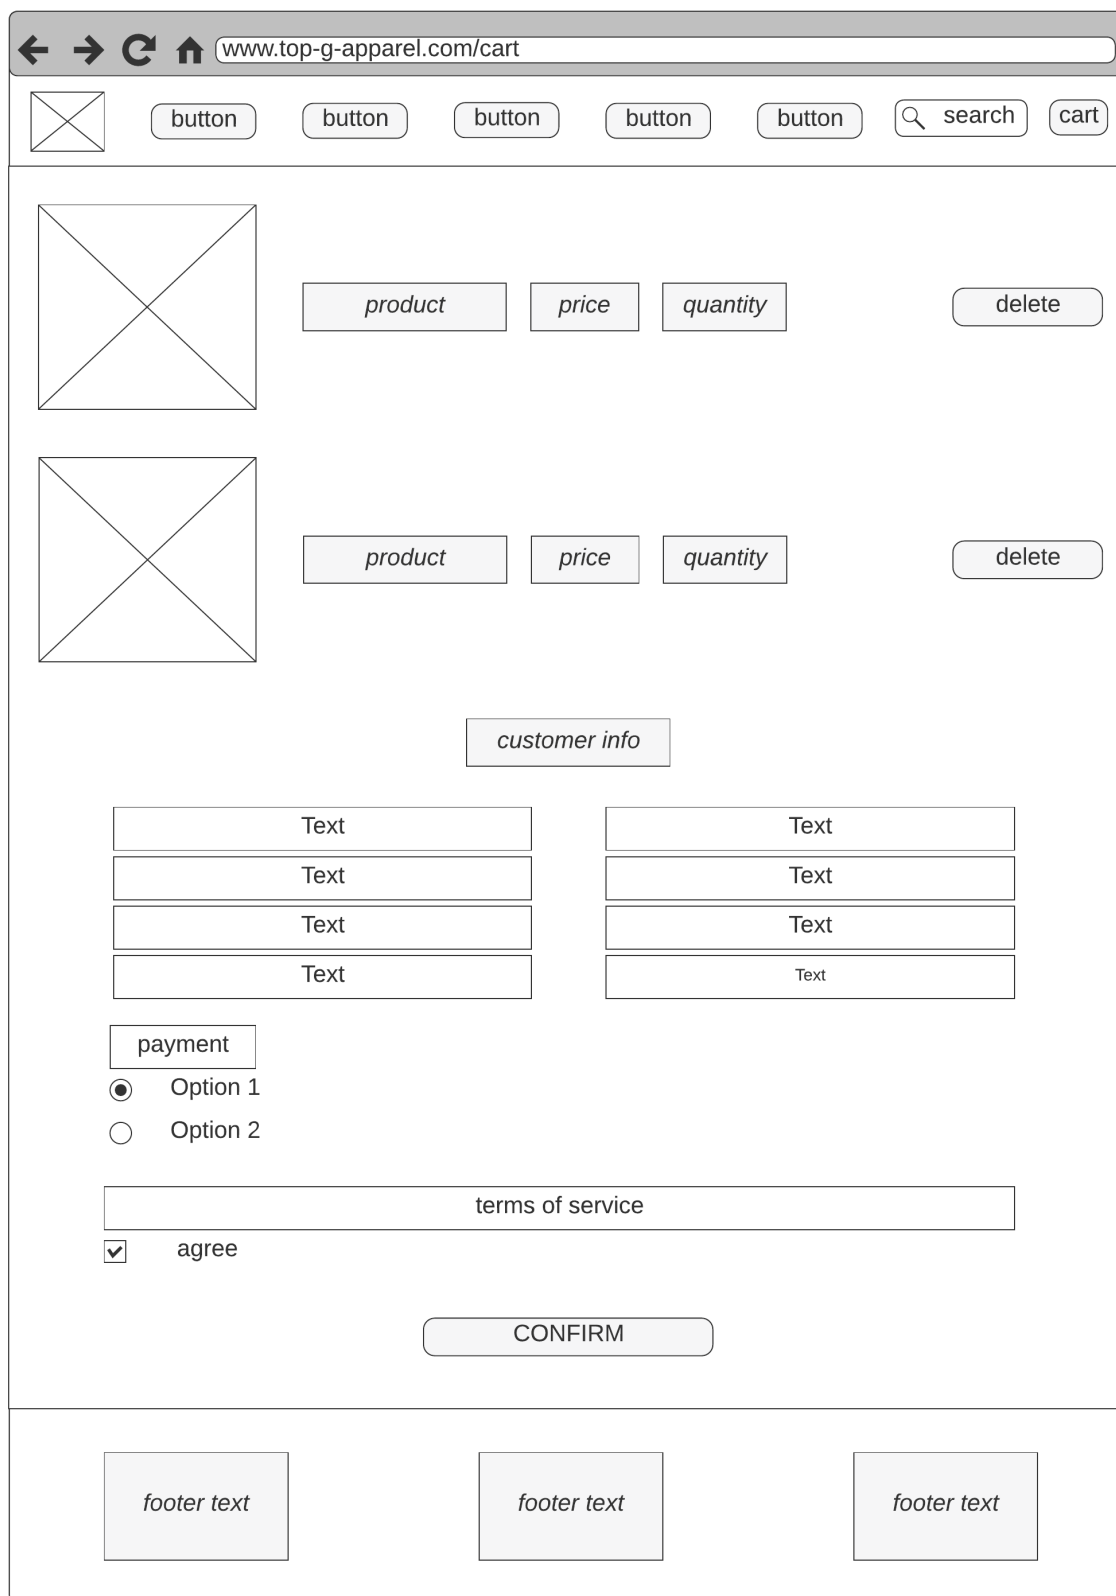 www.top-g-apparel.com/cart
button button button button button search cart
product price quantity delete
product price quantity delete
customer info
Text Text
Text Text
Text Text
Text Text
payment
Option 1
Option 2
terms of service
agree
CONFIRM
footer text footer text footer text